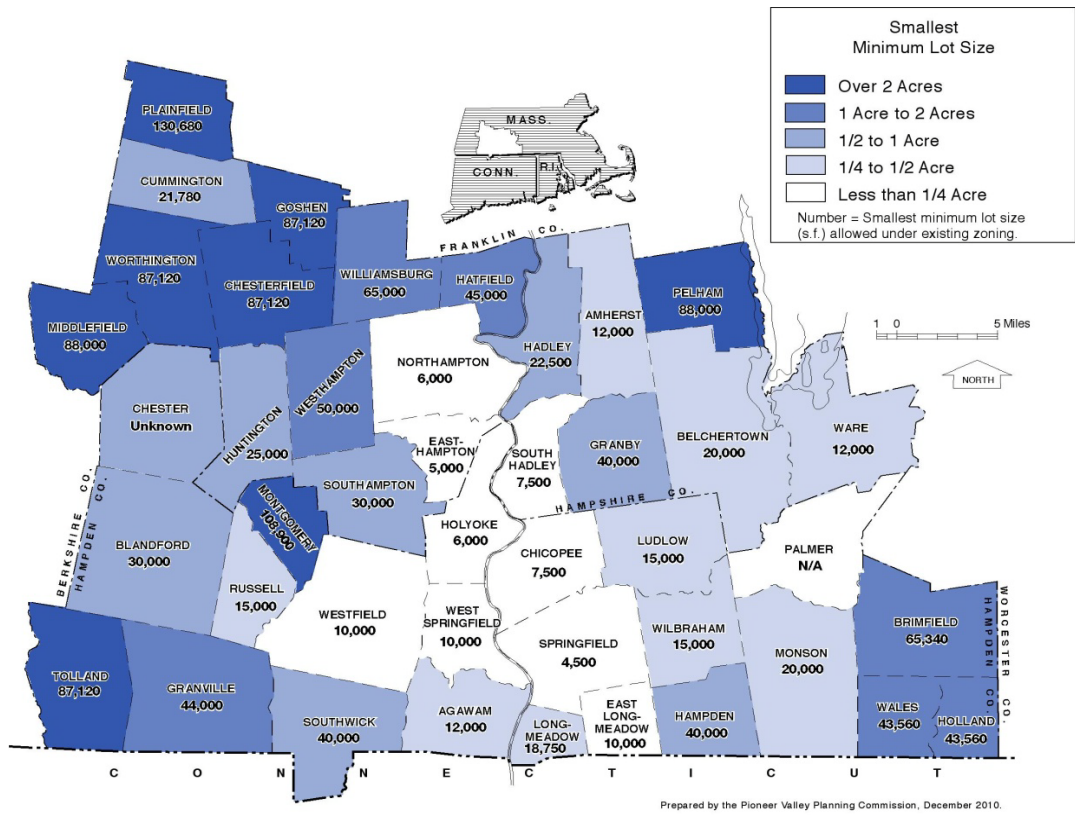 Smallest
Minimum Lot Size
Over 2 Acres
1 Acre to 2 Acres
1/2 to 1 Acre
1/4 to 1/2 Acre
Less than 1/4 Acre
Number = Smallest minimum lot size
(s.f.) allowed under existing zoning.
MASS.
CONN.
R.I.
PLAINFIELD
130,680
CUMMINGTON
21,780
GOSHEN
87,120
FRANKLIN CO.
WORTHINGTON
87,120
CHESTERFIELD
87,120
WILLIAMSBURG
65,000
HATFIELD
45,000
PELHAM
88,000
AMHERST
12,000
1 0 5 Miles
NORTH
MIDDLEFIELD
88,000
HADLEY
22,500
NORTHAMPTON
6,000
WESTHAMPTON
50,000
CHESTER
Unknown
HUNTINGTON
25,000
EAST-
HAMPTON
5,000
SOUTH
HADLEY
7,500
GRANBY
40,000
BELCHERTOWN
20,000
WARE
12,000
SOUTHAMPTON
30,000
MONTGOMERY
108,900
HAMPSHIRE CO.
BERKSHIRE CO.
HAMPDEN CO.
BLANDFORD
30,000
HOLYOKE
6,000
CHICOPEE
7,500
LUDLOW
15,000
PALMER
N/A
RUSSELL
15,000
WESTFIELD
10,000
WEST
SPRINGFIELD
10,000
SPRINGFIELD
4,500
WILBRAHAM
15,000
MONSON
20,000
BRIMFIELD
65,340
HAMPDEN CO.
WORCESTER CO.
TOLLAND
87,120
GRANVILLE
44,000
SOUTHWICK
40,000
AGAWAM
12,000
LONG-
MEADOW
18,750
EAST
LONG-
MEADOW
10,000
HAMPDEN
40,000
WALES
43,560
HOLLAND
43,560
CONNECTICUT
Prepared by the Pioneer Valley Planning Commission, December 2010.